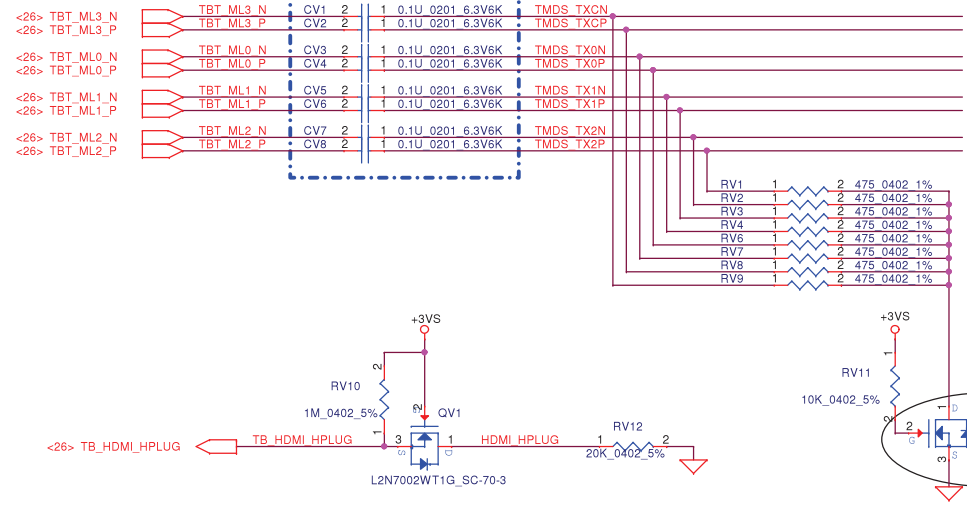 <26> TBT_ML3_N TBT_ML3_N CV1 2 1 0.1U_0201_6.3V6K TMDS_TXCN
<26> TBT_ML3_P TBT_ML3_P CV2 2 1 0.1U_0201_6.3V6K TMDS_TXCP
<26> TBT_ML0_N TBT_ML0_N CV3 2 1 0.1U_0201_6.3V6K TMDS_TX0N
<26> TBT_ML0_P TBT_ML0_P CV4 2 1 0.1U_0201_6.3V6K TMDS_TX0P
<26> TBT_ML1_N TBT_ML1_N CV5 2 1 0.1U_0201_6.3V6K TMDS_TX1N
<26> TBT_ML1_P TBT_ML1_P CV6 2 1 0.1U_0201_6.3V6K TMDS_TX1P
<26> TBT_ML2_N TBT_ML2_N CV7 2 1 0.1U_0201_6.3V6K TMDS_TX2N
<26> TBT_ML2_P TBT_ML2_P CV8 2 1 0.1U_0201_6.3V6K TMDS_TX2P
RV1 1 2 475_0402_1%
RV2 1 2 475_0402_1%
RV3 1 2 475_0402_1%
RV4 1 2 475_0402_1%
RV6 1 2 475_0402_1%
RV7 1 2 475_0402_1%
RV8 1 2 475_0402_1%
RV9 1 2 475_0402_1%
+3VS
+3VS
2
RV10
1M_0402_5%
1
2
G
QV1
1
RV11
10K_0402_5%
2
<26> TB_HDMI_HPLUG TB_HDMI_HPLUG 3 S 1 D HDMI_HPLUG 1 RV12 2
20K_0402_5%
L2N7002WT1G_SC-70-3
1 D
2 G
3 S